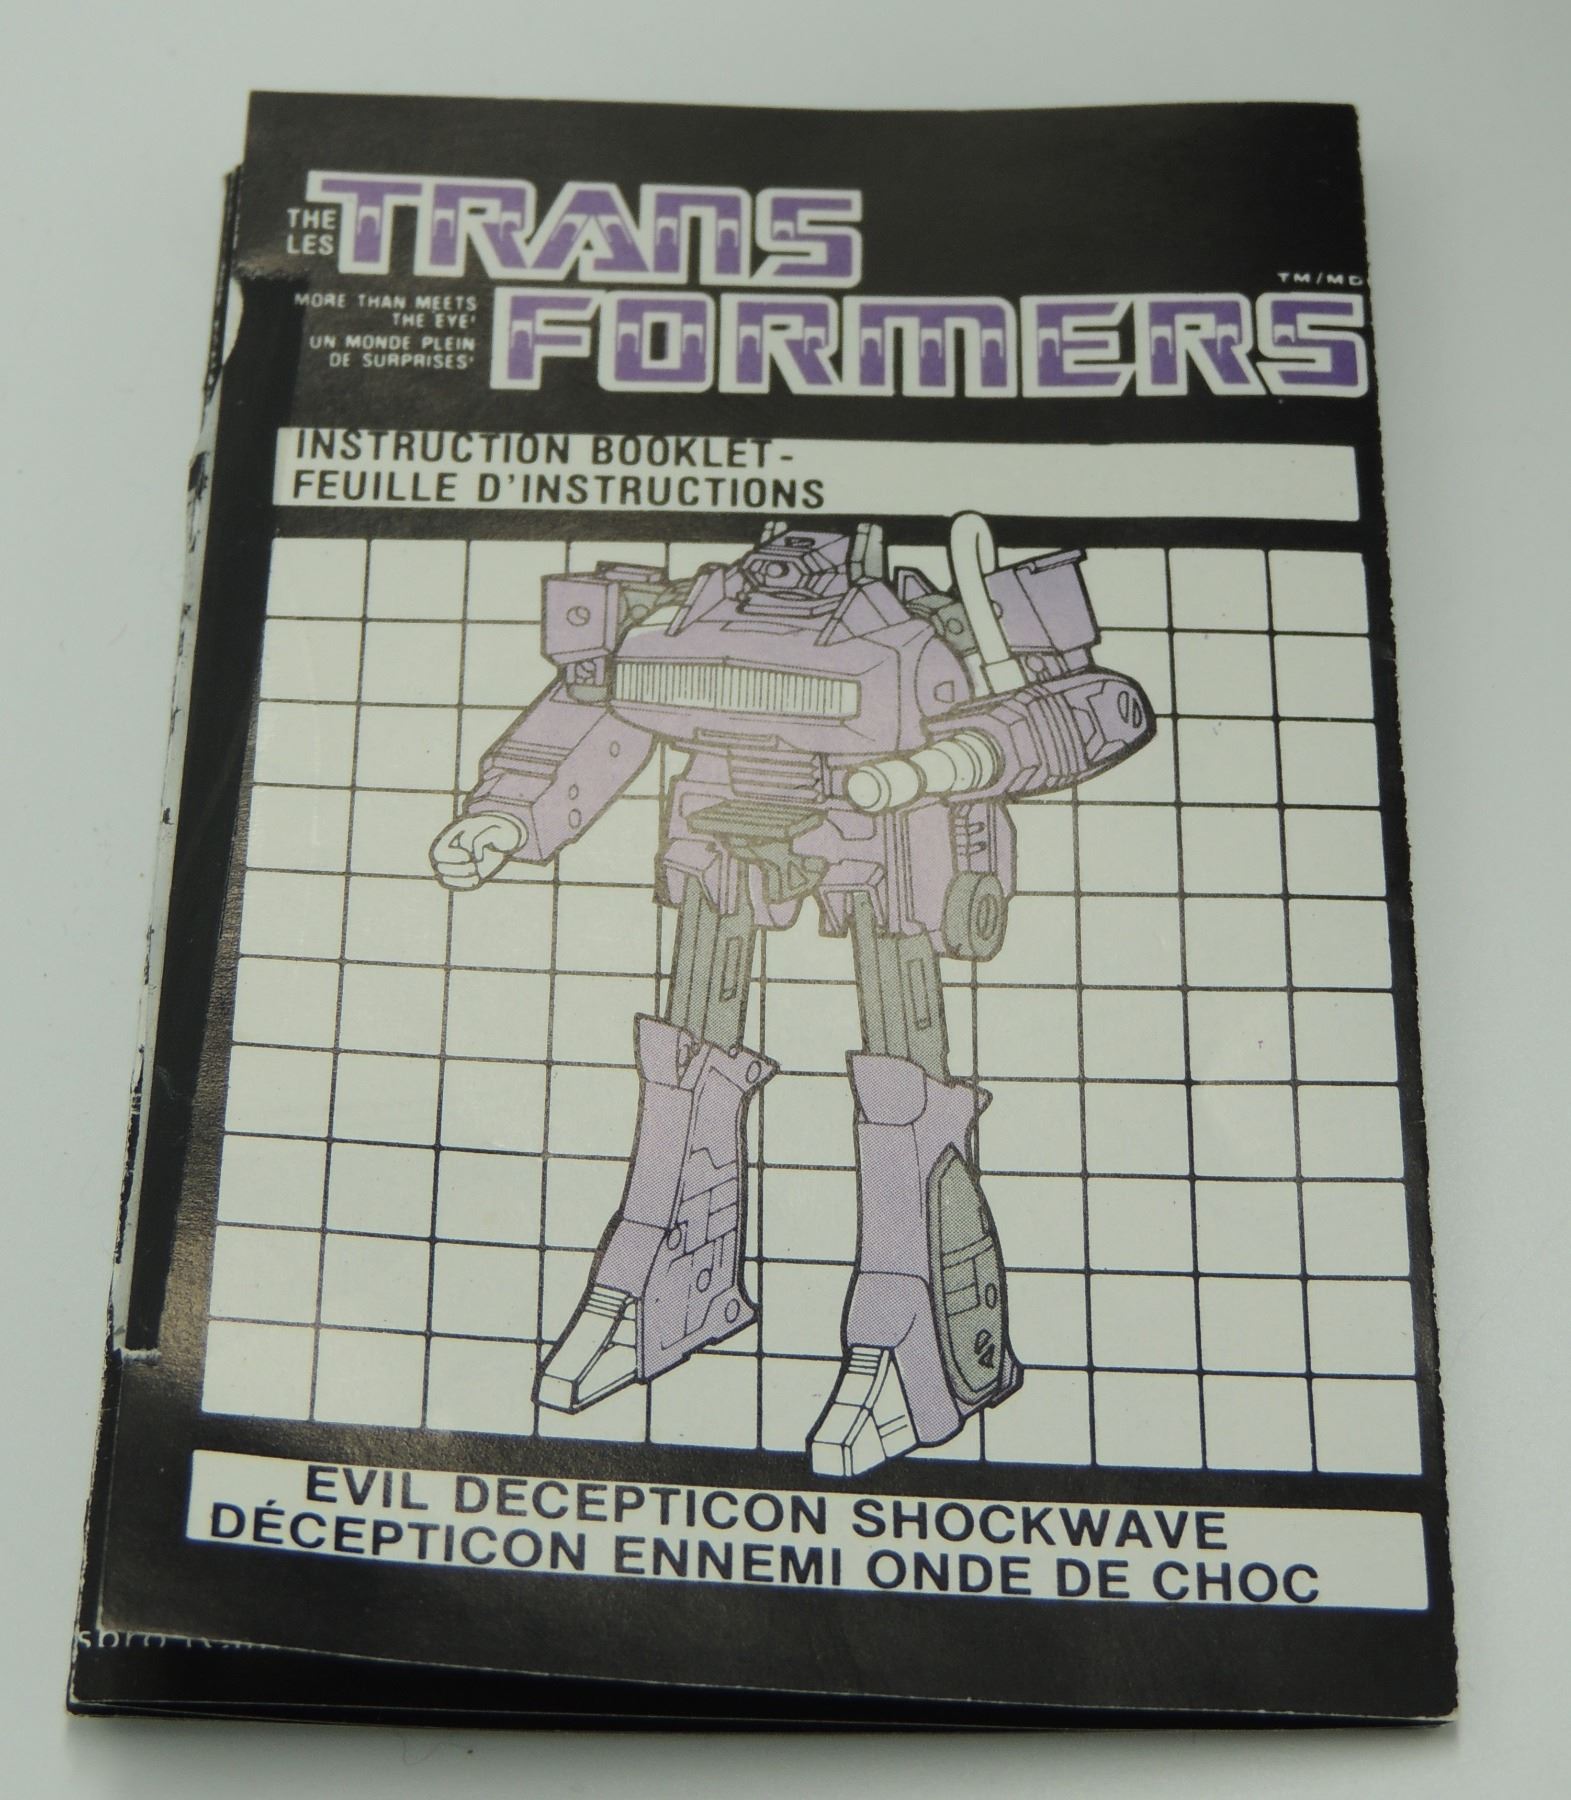 THE
LES
TRANS
FORMERS
TM/MD
MORE THAN MEETS
THE EYE'
UN MONDE PLEIN
DE SURPRISES'
INSTRUCTION BOOKLET-
FEUILLE D'INSTRUCTIONS
EVIL DECEPTICON SHOCKWAVE
DÉCEPTICON ENNEMI ONDE DE CHOC